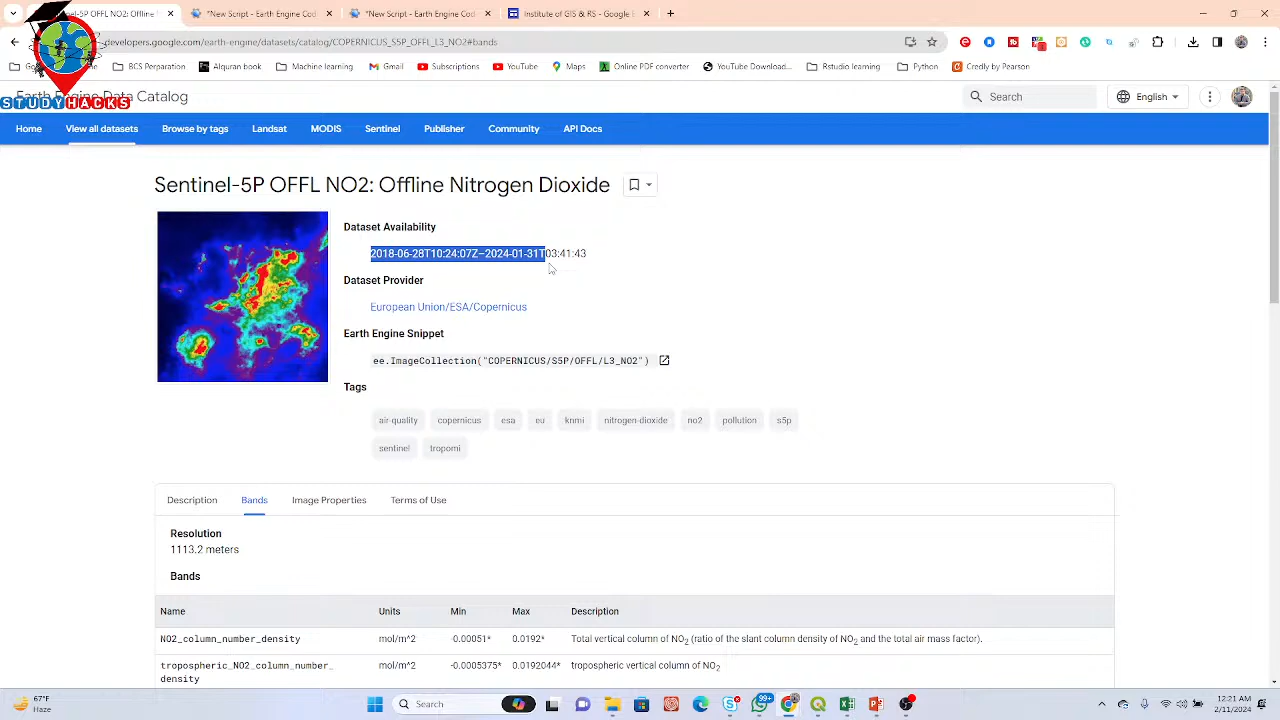 5P OFFL NO2: Offline
*New Script - Earth Engine Cod
*New Script - Earth Engine Cod
Institute of GIS & RS - Google
developers.google.com/earth-engine/datasets/catalog/COPERNICUS_S5P_OFFL_L3_NO2#bands
BCS Perparation
Alquran book
Machine learning
Gmail
Subscriptions
YouTube
Maps
Online PDF converter
YouTube Download...
Rstudio learning
Python
Credly by Pearson
STUDYHACKS
Data Catalog
Search
English
Home
View all datasets
Browse by tags
Landsat
MODIS
Sentinel
Publisher
Community
API Docs
Sentinel-5P OFFL NO2: Offline Nitrogen Dioxide
Dataset Availability
2018-06-28T10:24:07Z–2024-01-31T03:41:43
Dataset Provider
European Union/ESA/Copernicus
Earth Engine Snippet
ee.ImageCollection("COPERNICUS/S5P/OFFL/L3_NO2")
Tags
air-quality copernicus esa eu knmi nitrogen-dioxide no2 pollution s5p
sentinel tropomi
Description Bands Image Properties Terms of Use
Resolution
1113.2 meters
Bands
Name Units Min Max Description
NO2_column_number_density mol/m^2 -0.00051* 0.0192* Total vertical column of NO2 (ratio of the slant column density of NO2 and the total air mass factor).
tropospheric_NO2_column_number_ mol/m^2 -0.0005375* 0.0192044* tropospheric vertical column of NO2
density
67°F
Haze
Search
99+
2/11/2024